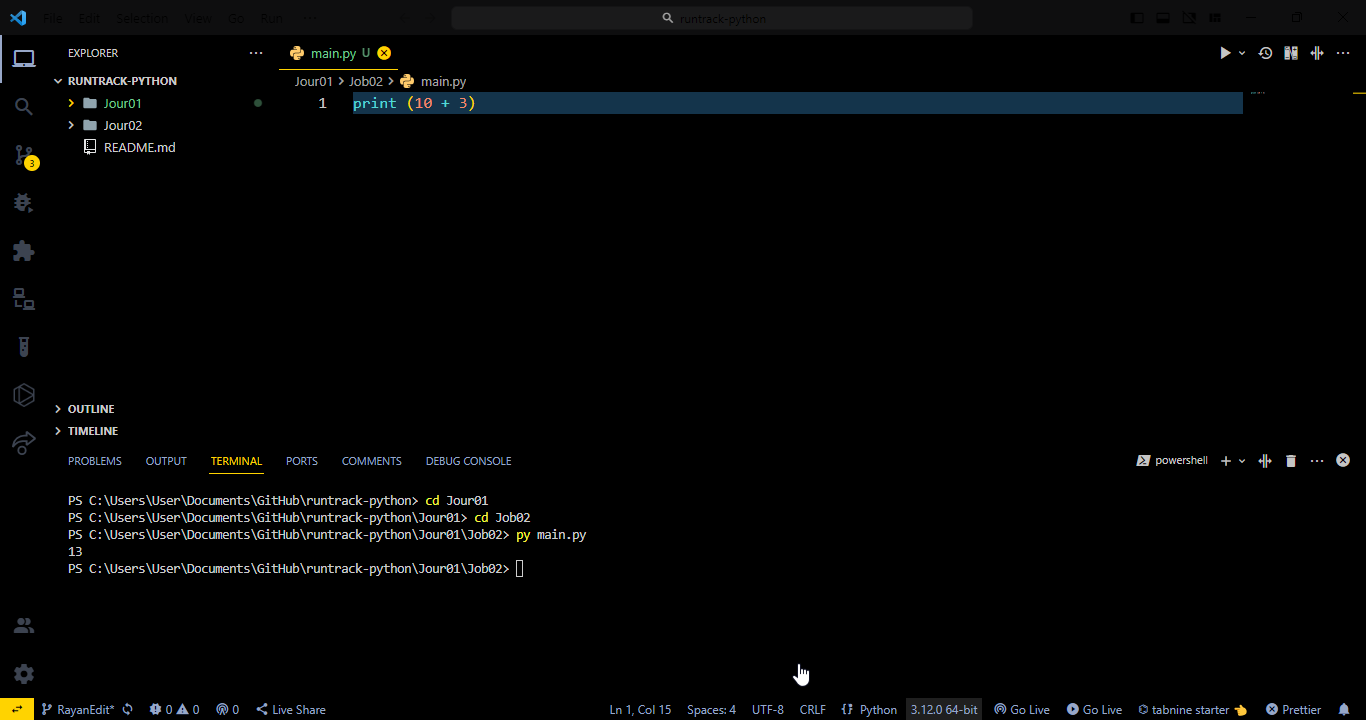 File Edit Selection View Go Run ···
runtrack-python
EXPLORER
RUNTRACK-PYTHON
Jour01
Jour02
README.md
3
OUTLINE
TIMELINE
main.py U
Jour01 > Job02 > main.py
1 print (10 + 3)
PROBLEMS OUTPUT TERMINAL PORTS COMMENTS DEBUG CONSOLE
powershell
PS C:\Users\User\Documents\GitHub\runtrack-python> cd Jour01
PS C:\Users\User\Documents\GitHub\runtrack-python\Jour01> cd Job02
PS C:\Users\User\Documents\GitHub\runtrack-python\Jour01\Job02> py main.py
13
PS C:\Users\User\Documents\GitHub\runtrack-python\Jour01\Job02>
RayanEdit* 0 0 0 Live Share Ln 1, Col 15 Spaces: 4 UTF-8 CRLF Python 3.12.0 64-bit Go Live Go Live tabnine starter Prettier